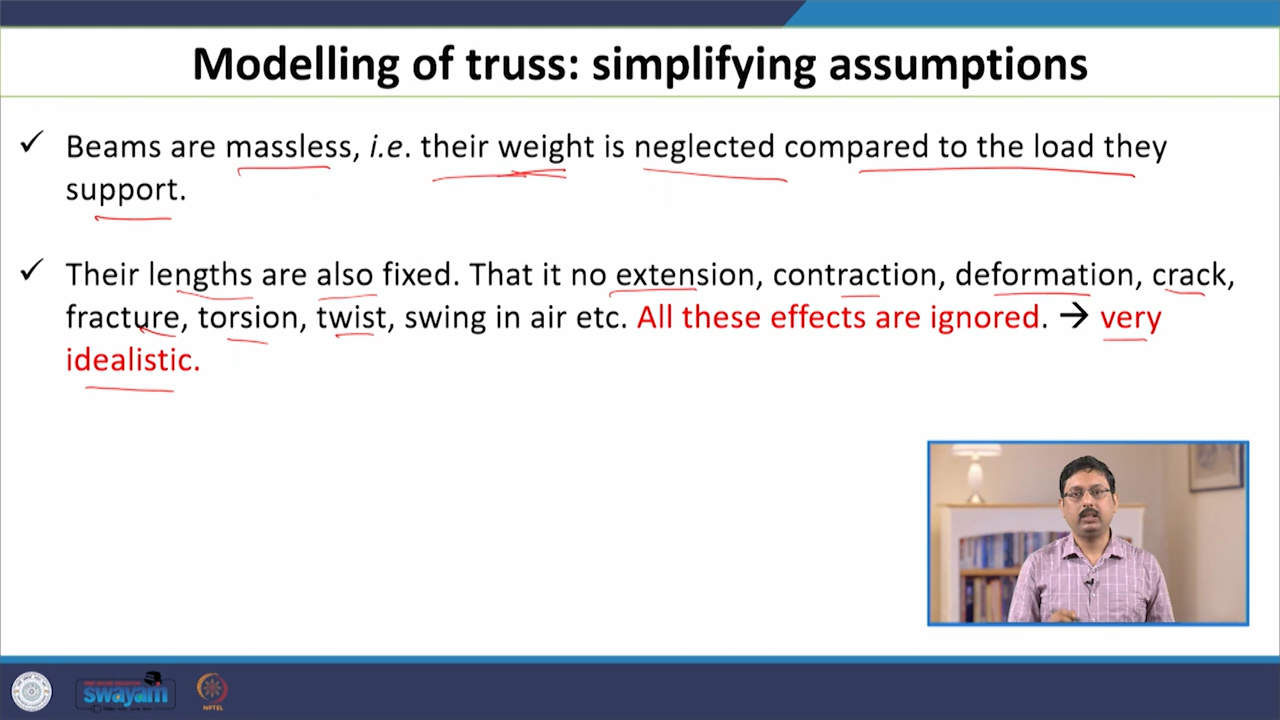 Modelling of truss: simplifying assumptions
✓ Beams are massless, i.e. their weight is neglected compared to the load they
support.
✓ Their lengths are also fixed. That it no extension, contraction, deformation, crack,
fracture, torsion, twist, swing in air etc. All these effects are ignored. → very
idealistic.
swayam
NPTEL